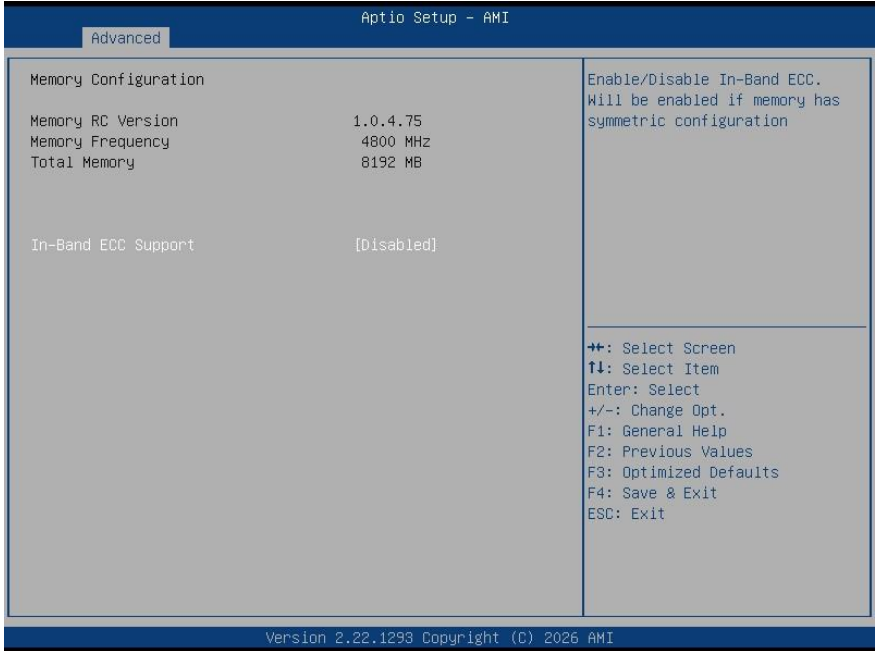 Aptio Setup - AMI
Advanced
Memory Configuration
Memory RC Version 1.0.4.75
Memory Frequency 4800 MHz
Total Memory 8192 MB
In-Band ECC Support [Disabled]
Enable/Disable In-Band ECC.
Will be enabled if memory has
symmetric configuration
→←: Select Screen
↑↓: Select Item
Enter: Select
+/-: Change Opt.
F1: General Help
F2: Previous Values
F3: Optimized Defaults
F4: Save & Exit
ESC: Exit
Version 2.22.1293 Copyright (C) 2026 AMI